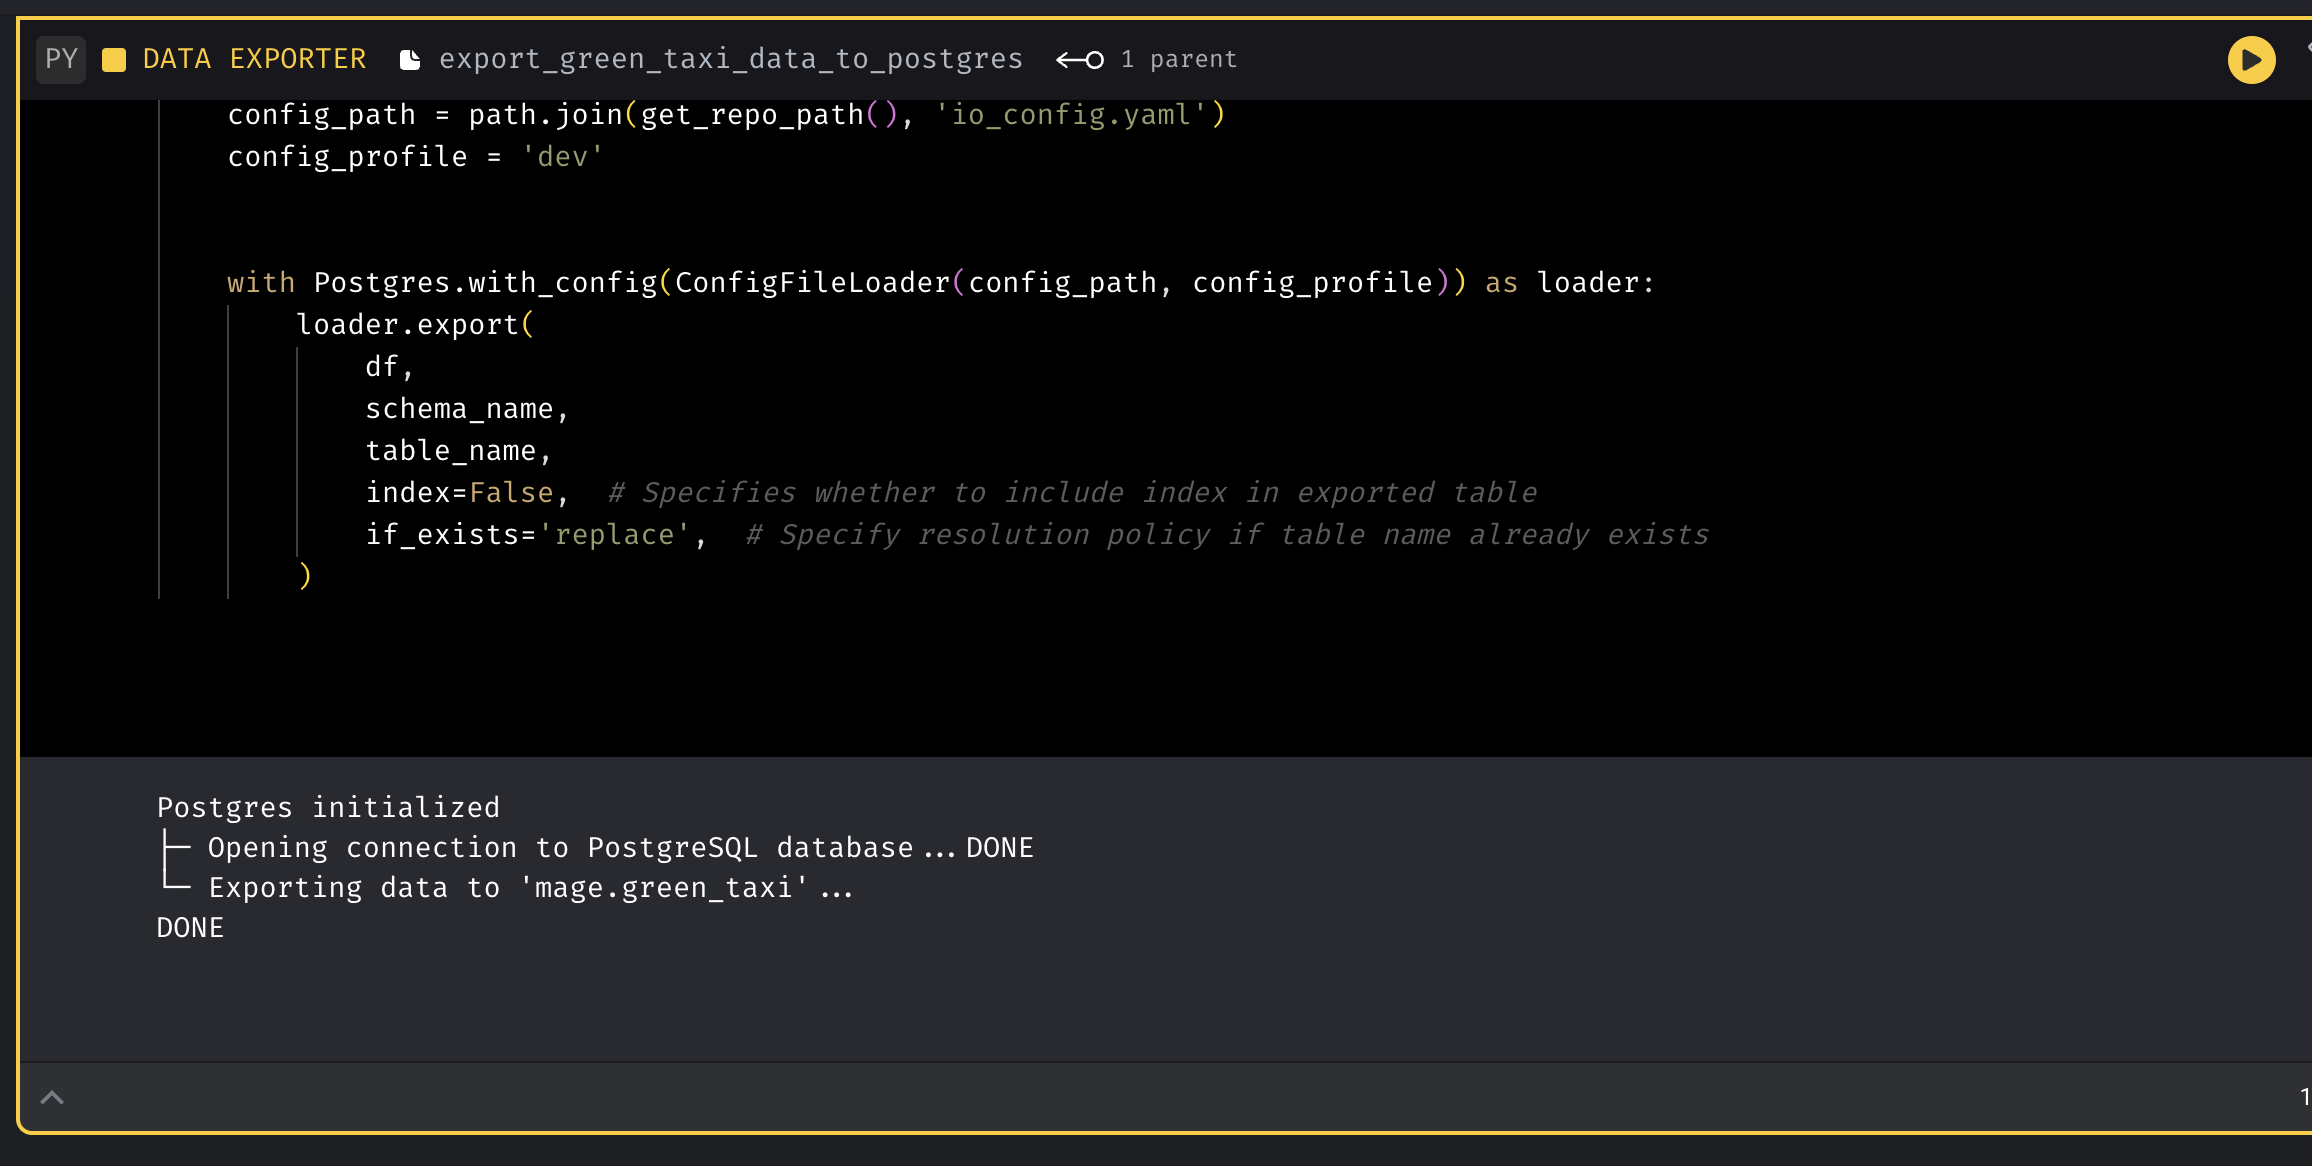 PY DATA EXPORTER export_green_taxi_data_to_postgres 1 parent
config_path = path.join(get_repo_path(), 'io_config.yaml')
config_profile = 'dev'
with Postgres.with_config(ConfigFileLoader(config_path, config_profile)) as loader:
loader.export(
df,
schema_name,
table_name,
index=False,  # Specifies whether to include index in exported table
if_exists='replace',  # Specify resolution policy if table name already exists
)
Postgres initialized
├─ Opening connection to PostgreSQL database...DONE
└─ Exporting data to 'mage.green_taxi'...
DONE